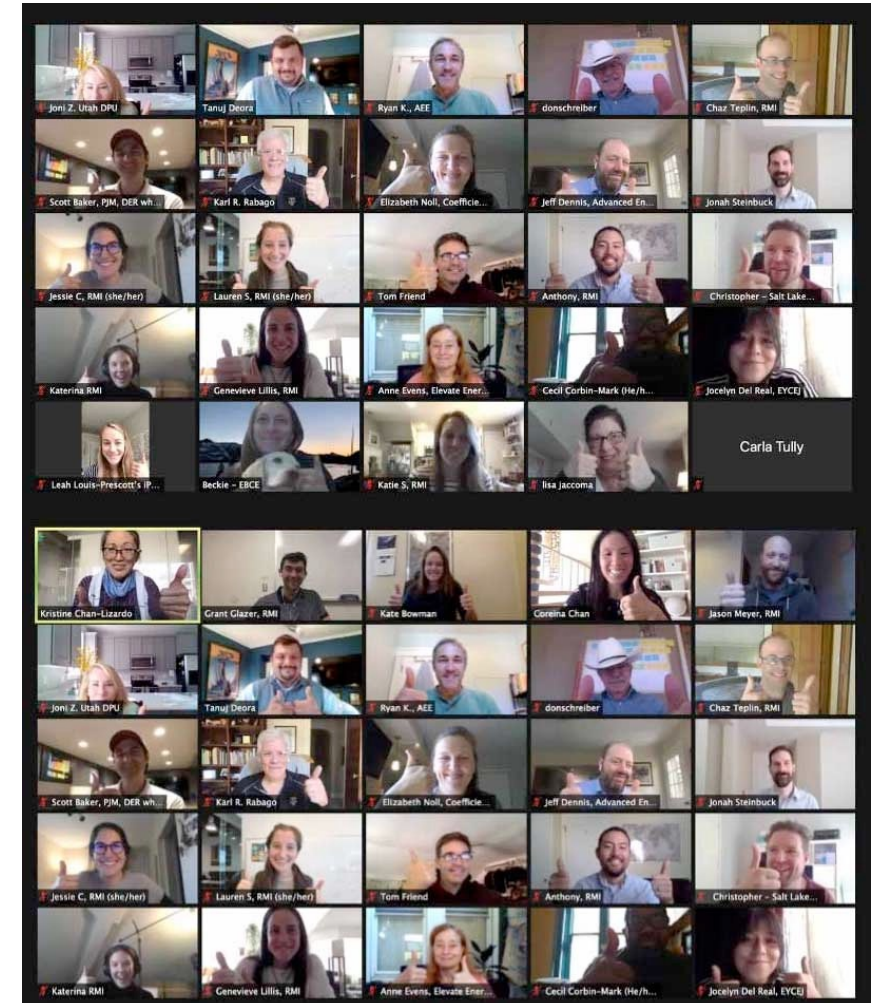 Joni Z. Utah DPU
Tanuj Deora
Ryan K., AEE
donschreiber
Chaz Teplin, RMI
Scott Baker, PJM, DER wh...
Karl R. Rabago
Elizabeth Noll, Coefficie...
Jeff Dennis, Advanced En...
Jonah Steinbuck
Jessie C, RMI (she/her)
Lauren S, RMI (she/her)
Tom Friend
Anthony, RMI
Christopher - Salt Lake...
Katerina RMI
Genevieve Lillis, RMI
Anne Evens, Elevate Ener...
Cecil Corbin-Mark (He/h...
Jocelyn Del Real, EYCEJ
Leah Louis-Prescott's iP...
Beckie - EBCE
Katie S, RMI
lisa jaccoma
Carla Tully
Kristine Chan-Lizardo
Grant Glazer, RMI
Kate Bowman
Coreina Chan
Jason Meyer, RMI
Joni Z. Utah DPU
Tanuj Deora
Ryan K., AEE
donschreiber
Chaz Teplin, RMI
Scott Baker, PJM, DER wh...
Karl R. Rabago
Elizabeth Noll, Coefficie...
Jeff Dennis, Advanced En...
Jonah Steinbuck
Jessie C, RMI (she/her)
Lauren S, RMI (she/her)
Tom Friend
Anthony, RMI
Christopher - Salt Lake...
Katerina RMI
Genevieve Lillis, RMI
Anne Evens, Elevate Ener...
Cecil Corbin-Mark (He/h...
Jocelyn Del Real, EYCEJ